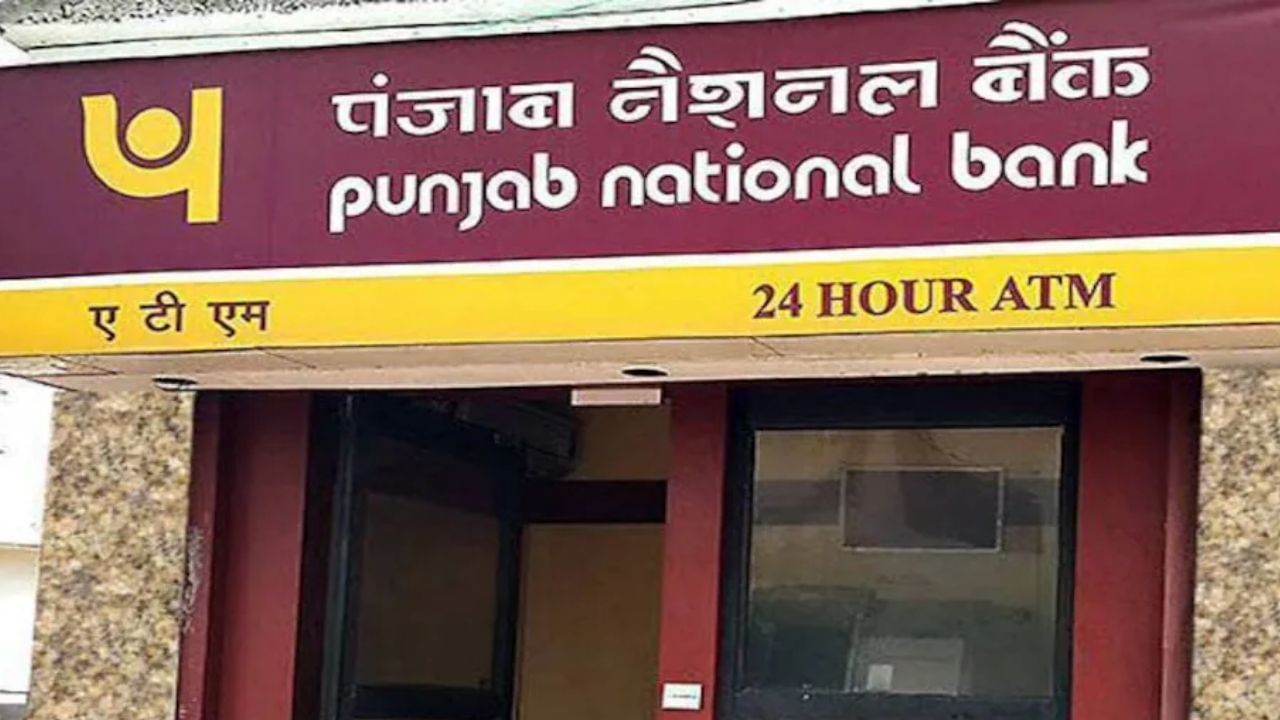 पंजाब नैशनल बैंक
punjab national bank
ए टी एम
24 HOUR ATM